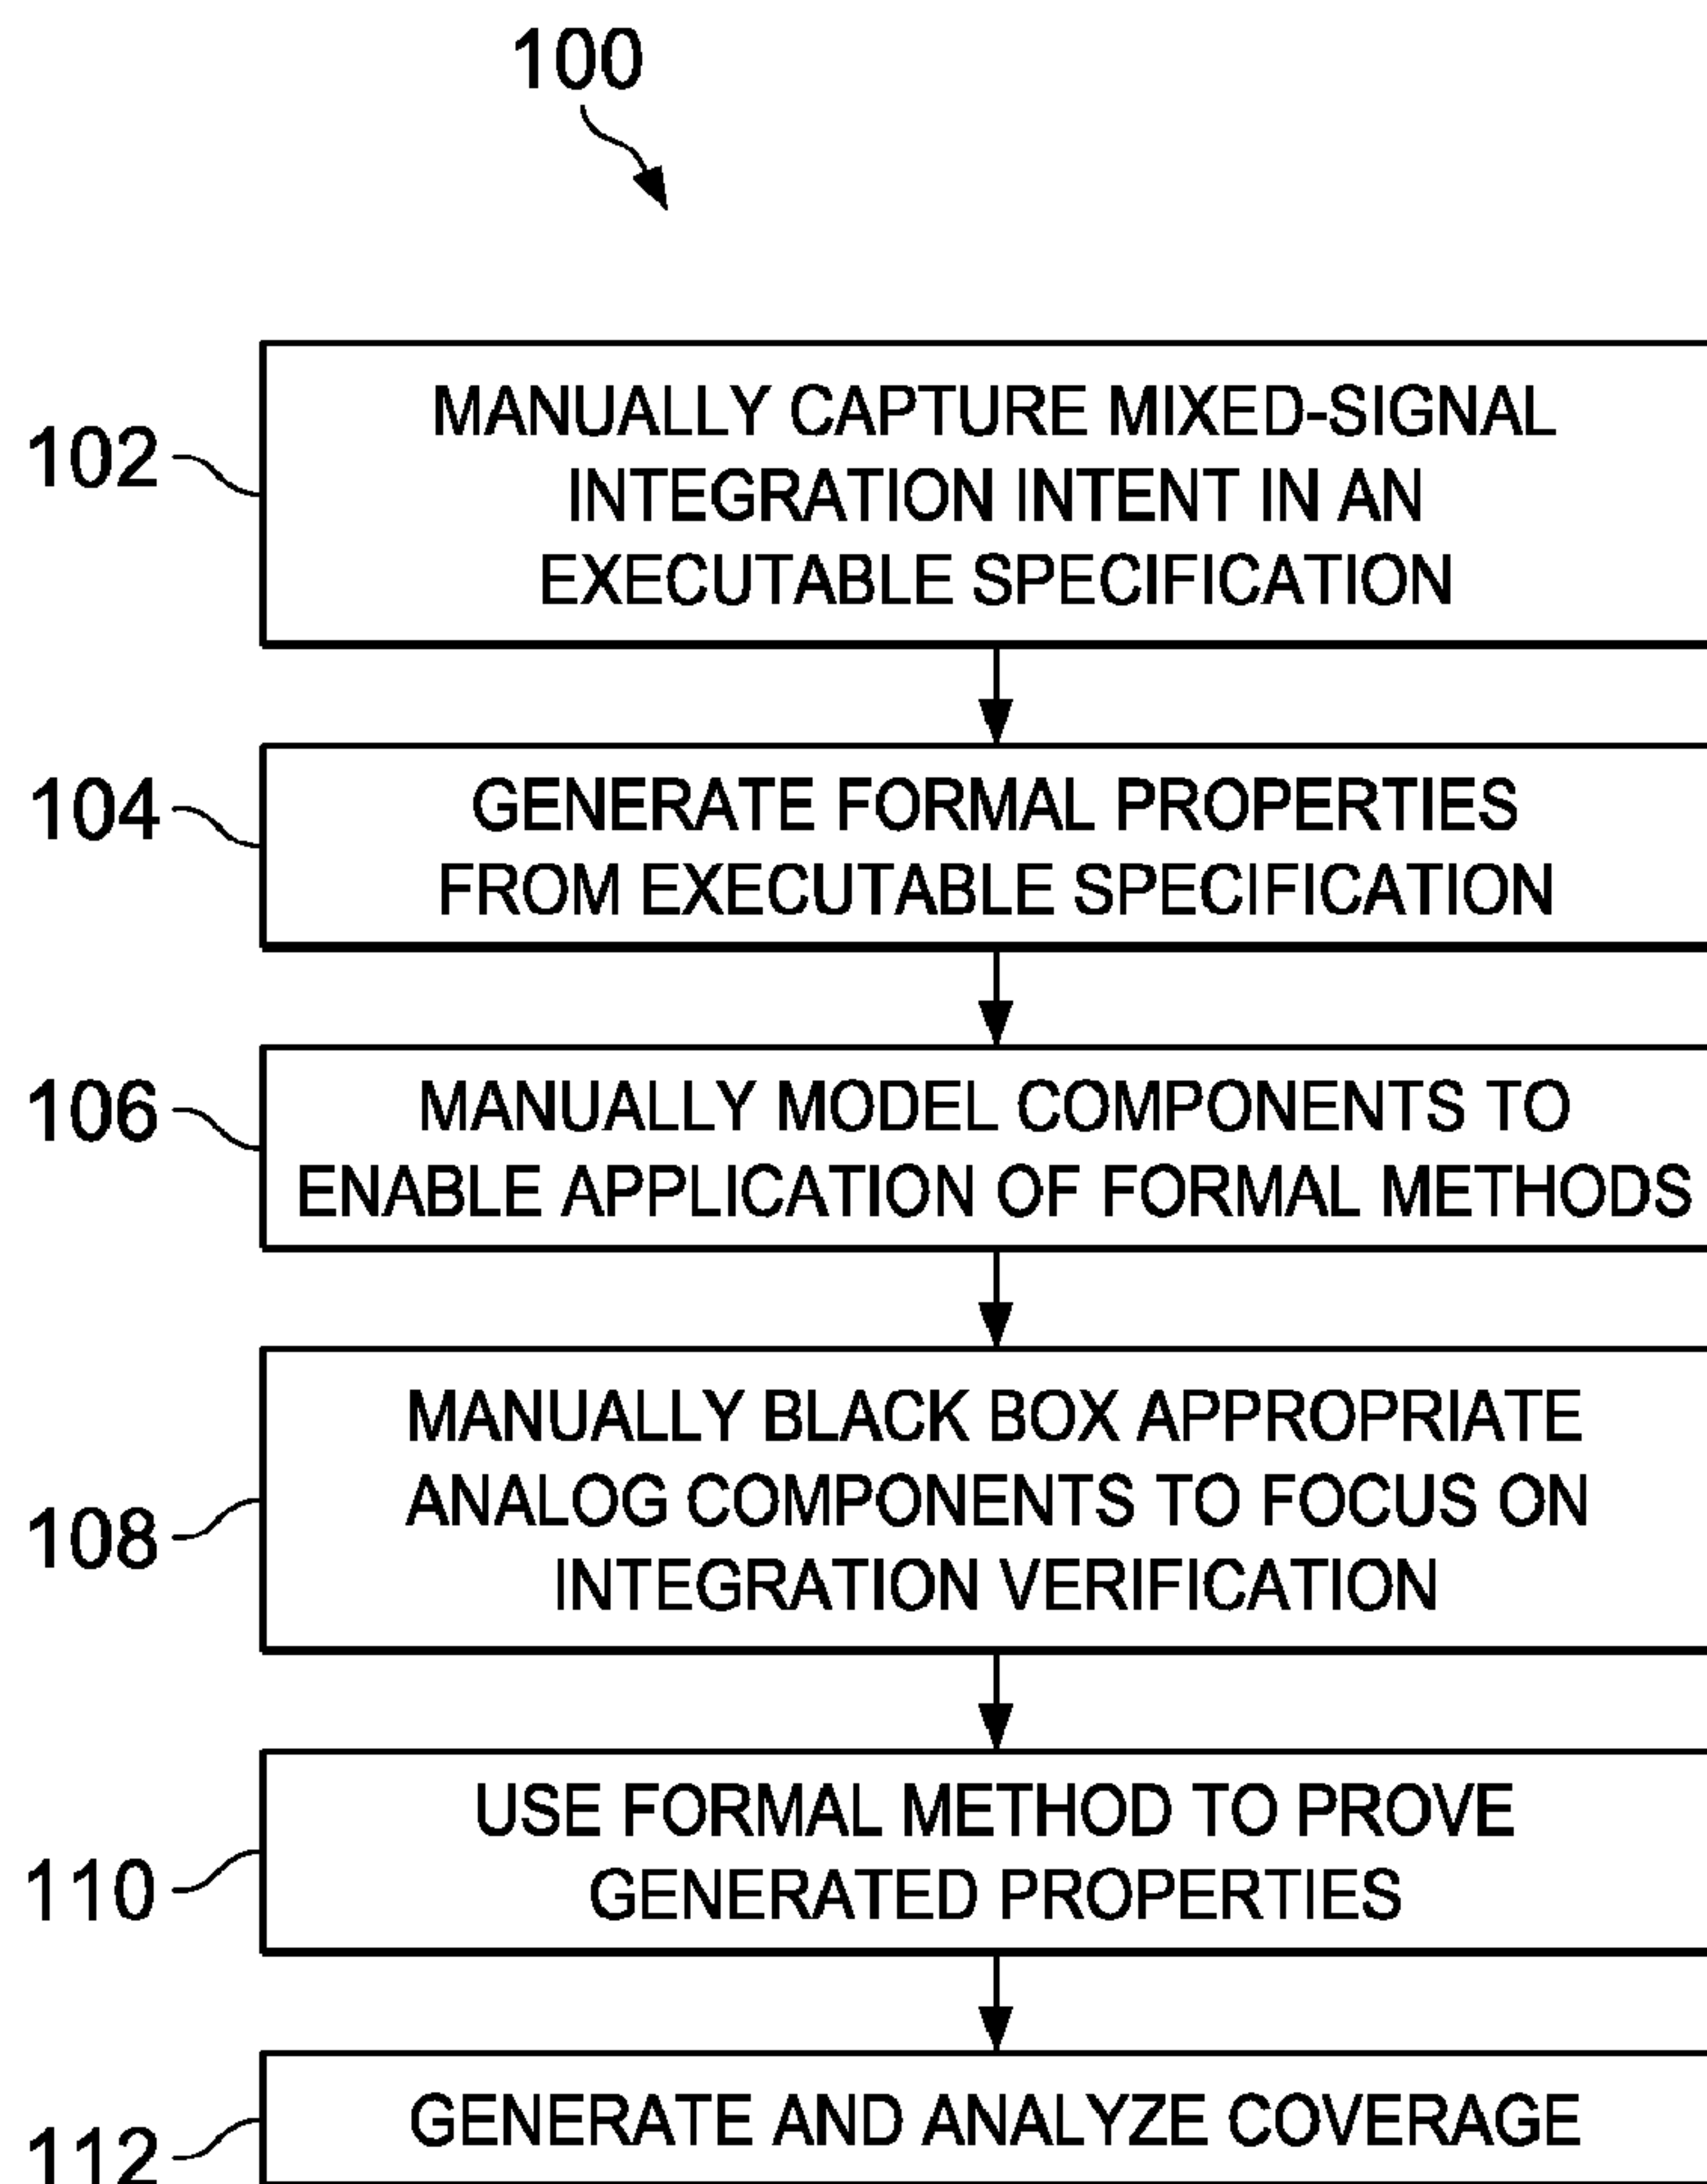 100
102
MANUALLY CAPTURE MIXED-SIGNAL
INTEGRATION INTENT IN AN
EXECUTABLE SPECIFICATION
104
GENERATE FORMAL PROPERTIES
FROM EXECUTABLE SPECIFICATION
106
MANUALLY MODEL COMPONENTS TO
ENABLE APPLICATION OF FORMAL METHODS
108
MANUALLY BLACK BOX APPROPRIATE
ANALOG COMPONENTS TO FOCUS ON
INTEGRATION VERIFICATION
110
USE FORMAL METHOD TO PROVE
GENERATED PROPERTIES
112
GENERATE AND ANALYZE COVERAGE